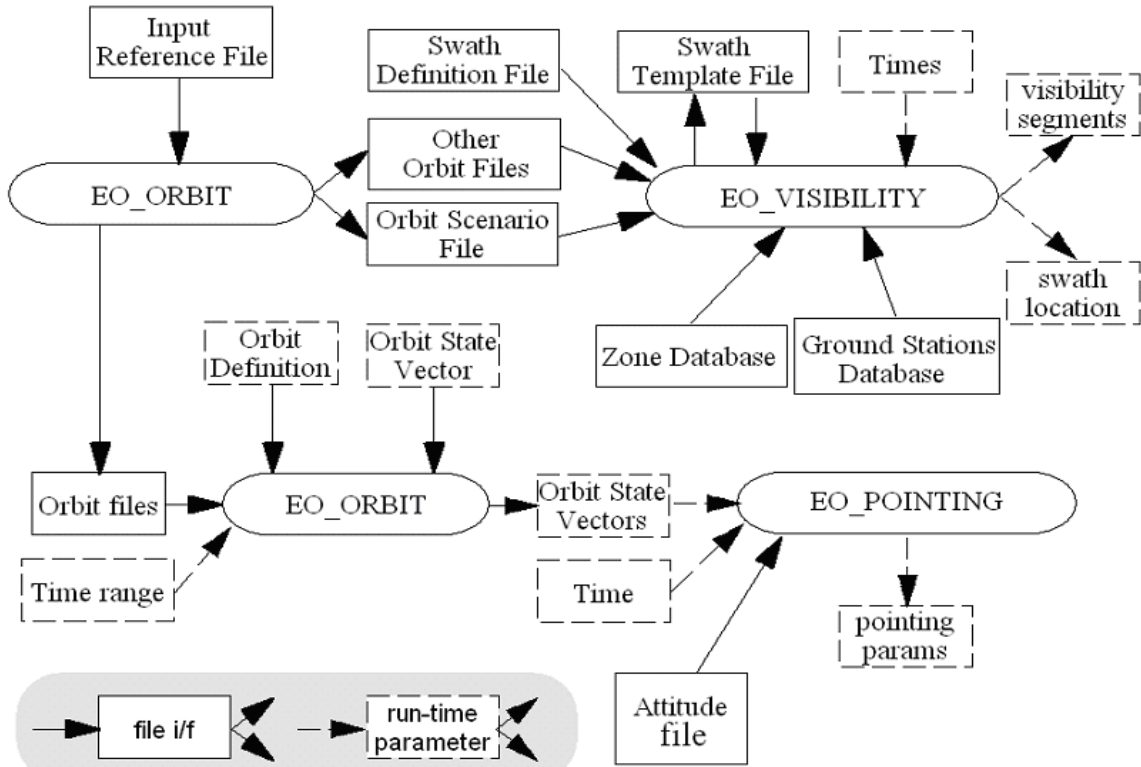 Input
Reference File
Swath
Definition File
Swath
Template File
Times
visibility
segments
Other
Orbit Files
EO_ORBIT
EO_VISIBILITY
Orbit Scenario
File
swath
location
Orbit
Definition
Orbit State
Vector
Zone Database
Ground Stations
Database
Orbit files
EO_ORBIT
Orbit State
Vectors
EO_POINTING
Time range
Time
pointing
params
Attitude
file
file i/f
run-time
parameter